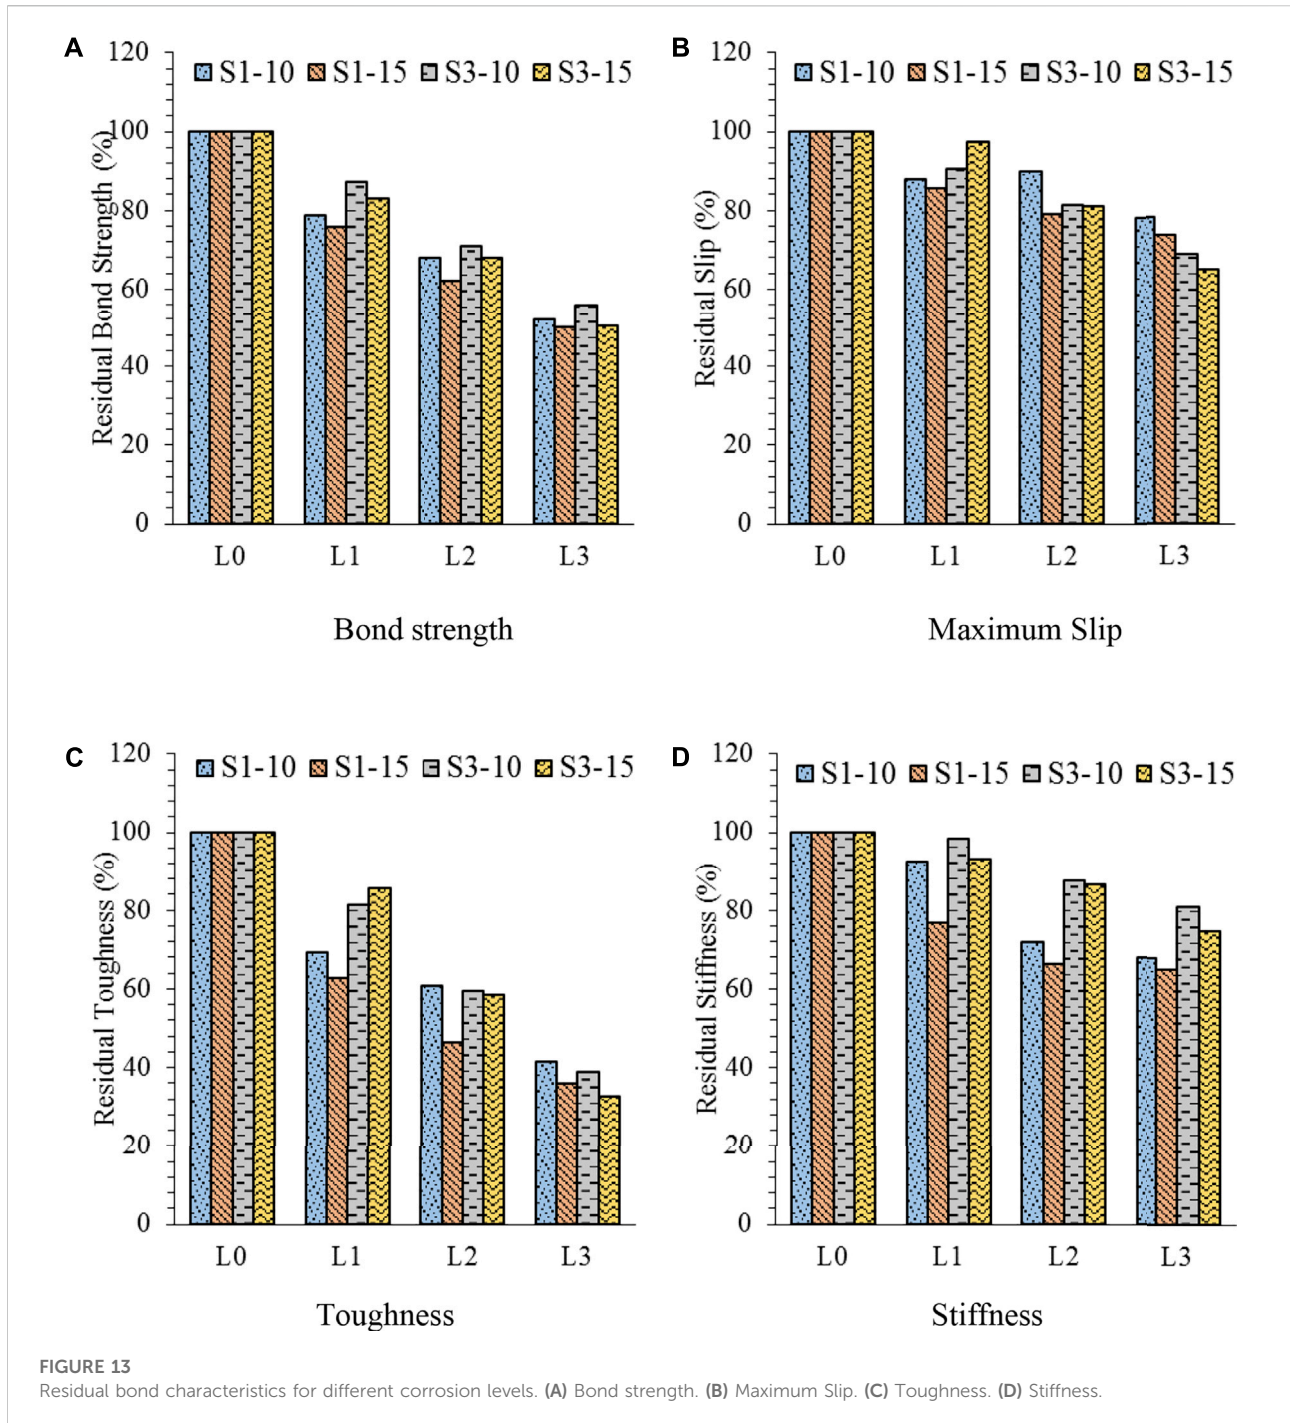 A
120
100
80
60
40
20
0
Residual Bond Strength (%)
S1-10 S1-15 S3-10 S3-15
L0 L1 L2 L3
Bond strength
B
120
100
80
60
40
20
0
Residual Slip (%)
S1-10 S1-15 S3-10 S3-15
L0 L1 L2 L3
Maximum Slip
C
120
100
80
60
40
20
0
Residual Toughness (%)
S1-10 S1-15 S3-10 S3-15
L0 L1 L2 L3
Toughness
D
120
100
80
60
40
20
0
Residual Stiffness (%)
S1-10 S1-15 S3-10 S3-15
L0 L1 L2 L3
Stiffness
FIGURE 13
Residual bond characteristics for different corrosion levels. (A) Bond strength. (B) Maximum Slip. (C) Toughness. (D) Stiffness.